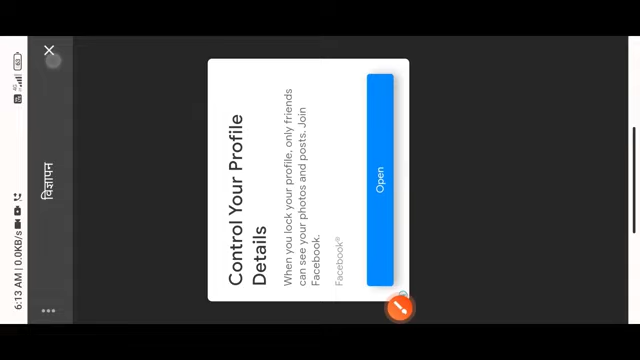 6:13 AM | 0.0KB/s
63
विज्ञापन
Control Your Profile
Details
When you lock your profile, only friends
can see your photos and posts. Join
Facebook.
Facebook®
Open